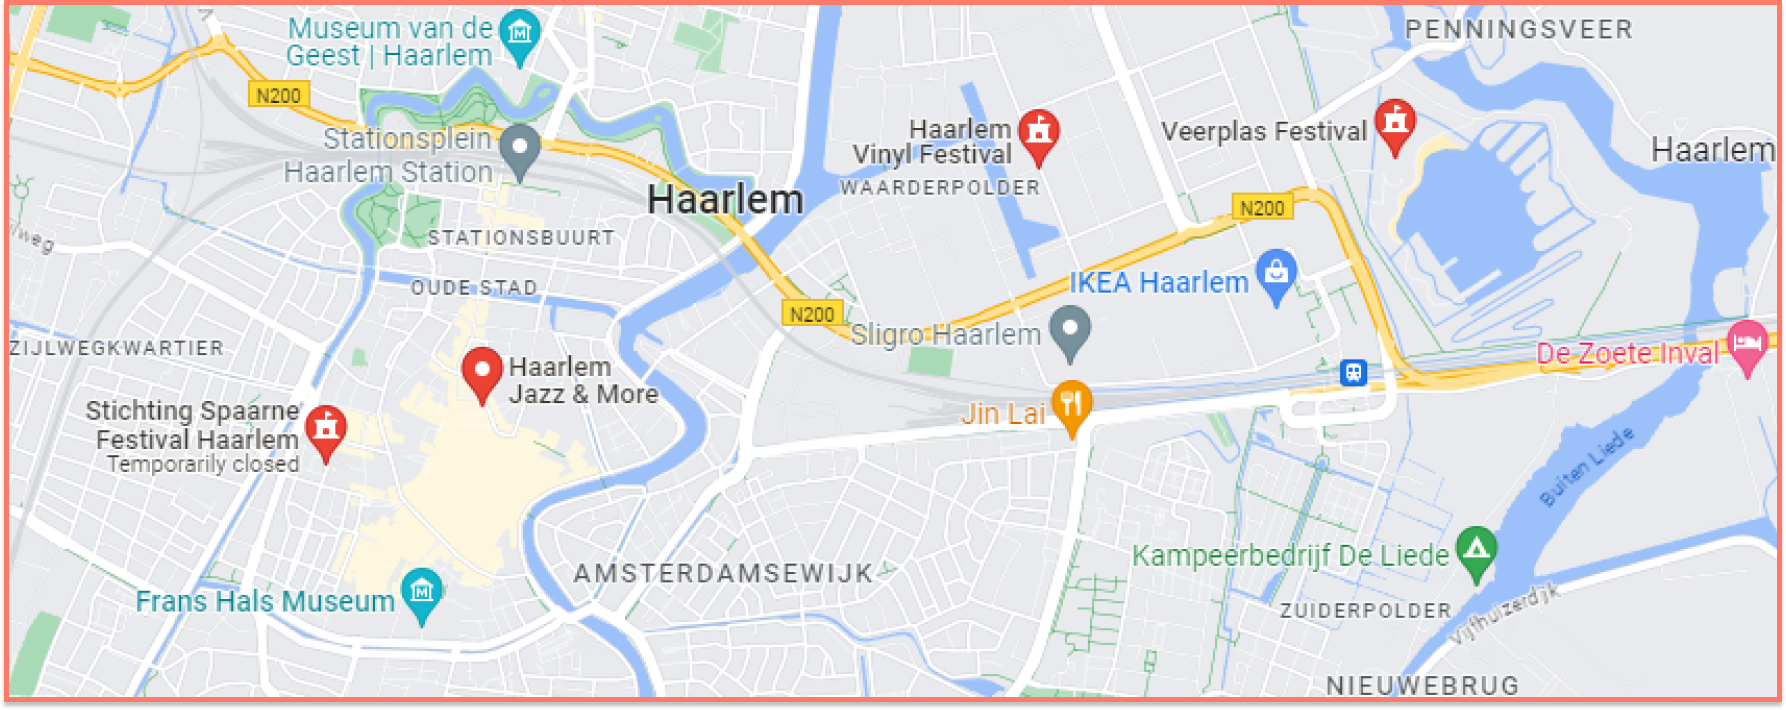 Museum van de
Geest | Haarlem
PENNINGSVEER
N200
Stationsplein
Haarlem Station
Haarlem
Vinyl Festival
WAARDERPOLDER
Veerplas Festival
Haarlem
Haarlem
N200
STATIONSBUURT
OUDE STAD
IKEA Haarlem
N200
Sligro Haarlem
ZIJLWEGKWARTIER
De Zoete Inval
Haarlem
Jazz & More
Jin Lai
Stichting Spaarne
Festival Haarlem
Temporarily closed
Buiten Liede
Kampeerbedrijf De Liede
AMSTERDAMSEWIJK
Frans Hals Museum
ZUIDERPOLDER
Vijfhuizerdijk
NIEUWEBRUG